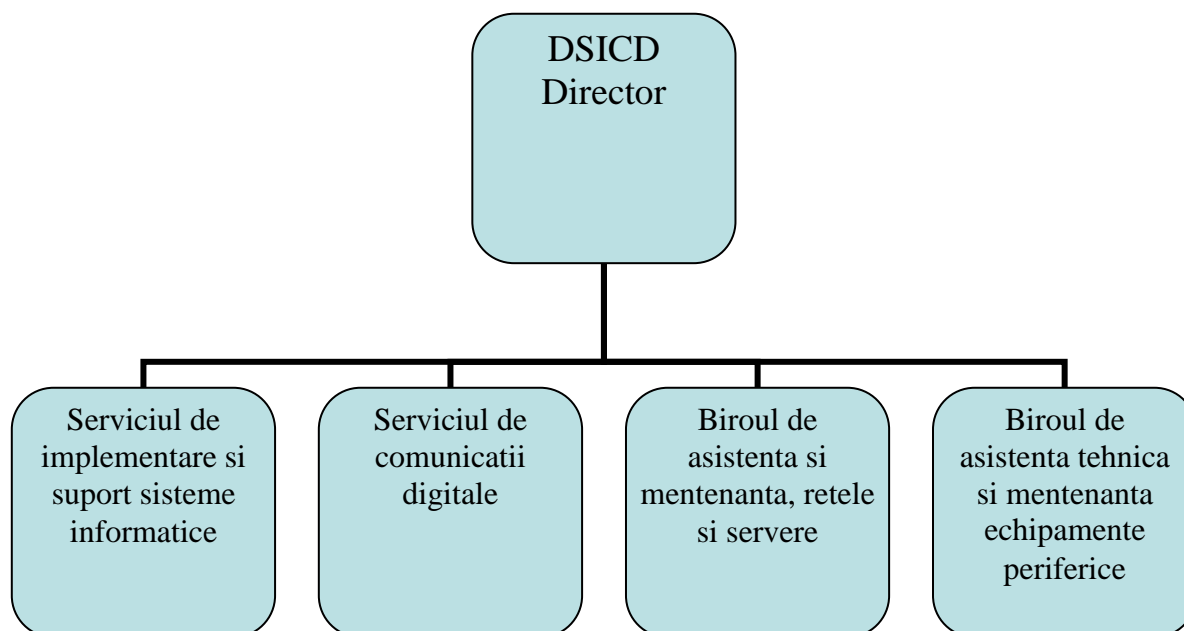 DSICD
Director
Serviciul de
implementare si
suport sisteme
informatice
Serviciul de
comunicatii
digitale
Biroul de
asistenta si
mentenanta, retele
si servere
Biroul de
asistenta tehnica
si mentenanta
echipamente
periferice